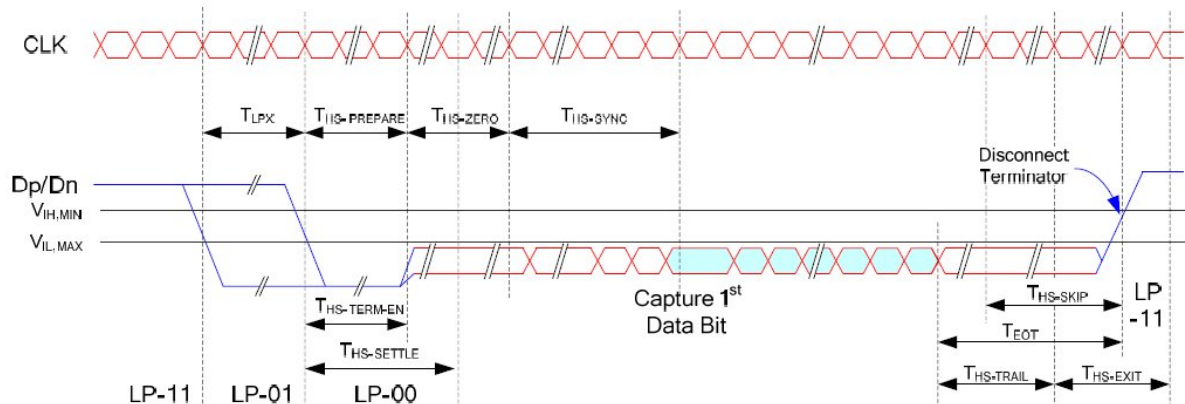 CLK
TLPX
THS-PREPARE
THS-ZERO
THS-SYNC
Disconnect
Terminator
Dp/Dn
VIH,MIN
VIL,MAX
Capture 1st
Data Bit
THS-SKIP
LP
-11
THS-TERM-EN
TEOT
THS-SETTLE
THS-TRAIL
THS-EXIT
LP-11
LP-01
LP-00